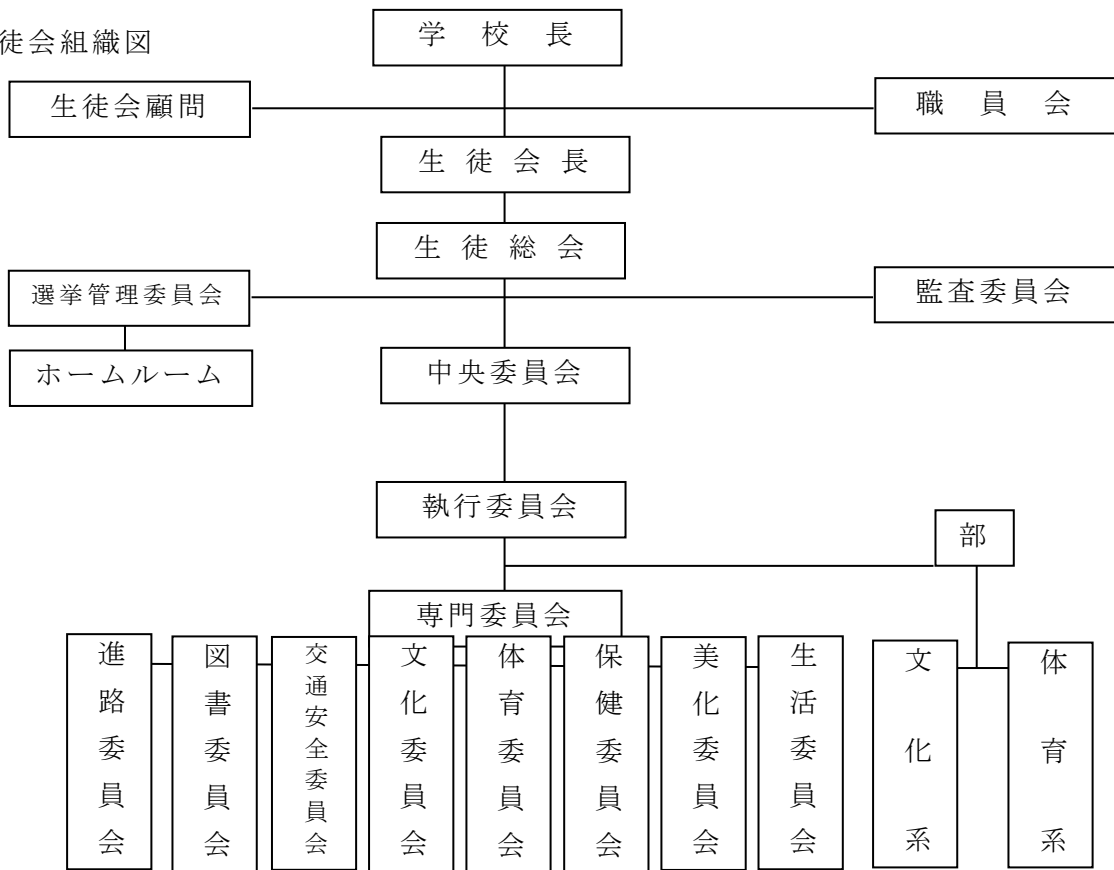 徒会組織図
学校長
生徒会顧問
職員会
生徒会長
生徒総会
選挙管理委員会
監査委員会
ホームルーム
中央委員会
執行委員会
部
専門委員会
進路委員会
図書委員会
交通安全委員会
文化委員会
体育委員会
保健委員会
美化委員会
生活委員会
文化系
体育系